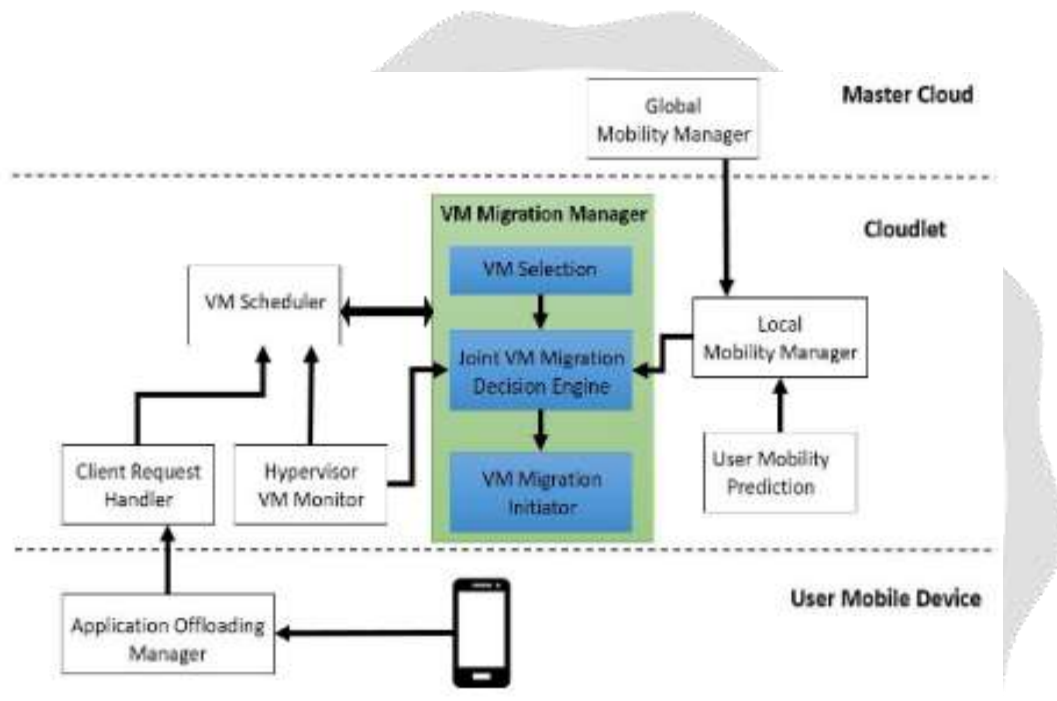 Master Cloud
Global
Mobility Manager
VM Migration Manager
Cloudlet
VM Selection
VM Scheduler
Local
Mobility Manager
Joint VM Migration
Decision Engine
Client Request
Handler
Hypervisor
VM Monitor
VM Migration
Initiator
User Mobility
Prediction
User Mobile Device
Application Offloading
Manager